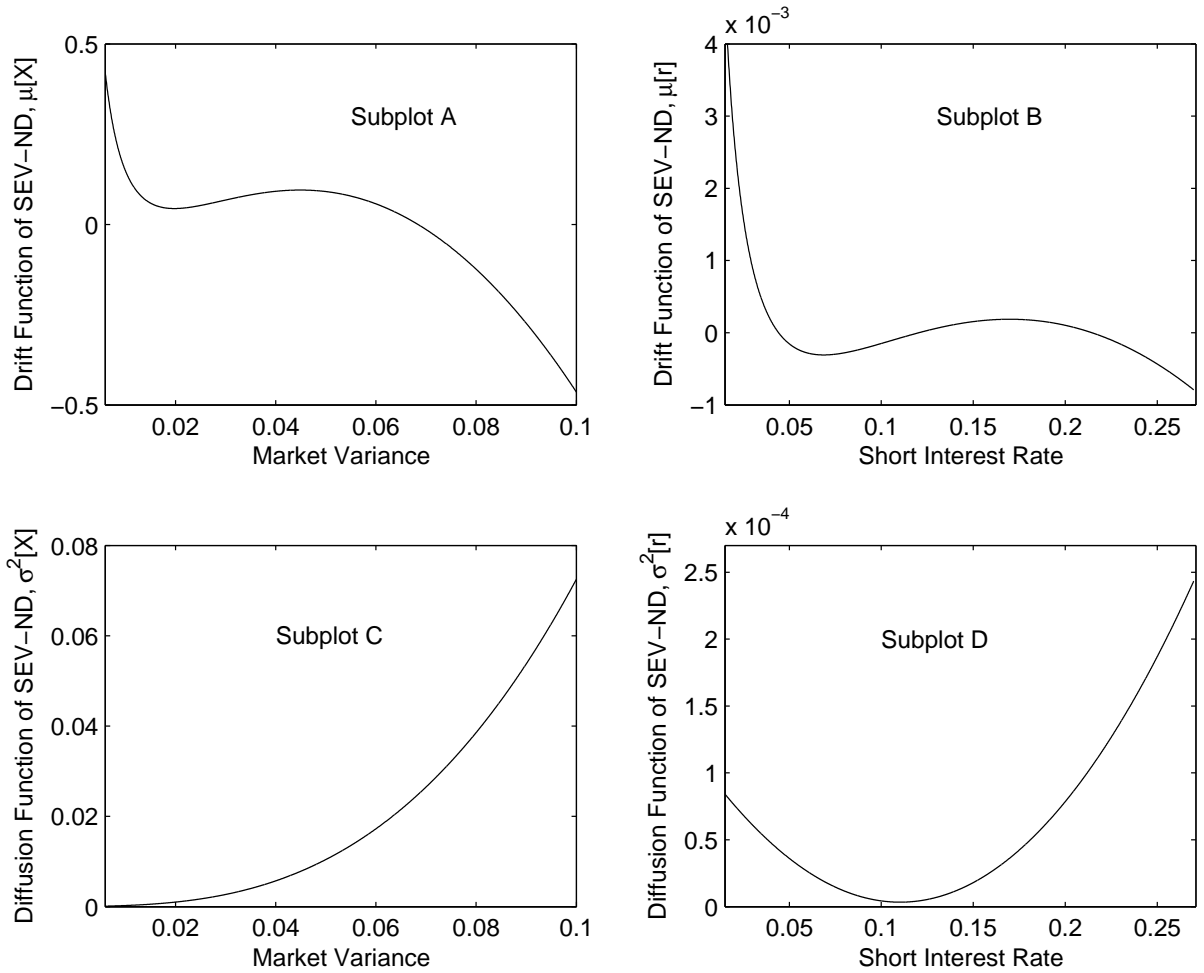 Drift Function of SEV−ND, μ[X]
0.5
0
−0.5
Subplot A
0.02 0.04 0.06 0.08 0.1
Market Variance
Drift Function of SEV−ND, μ[r]
x 10−3
4
3
2
1
0
−1
Subplot B
0.05 0.1 0.15 0.2 0.25
Short Interest Rate
Diffusion Function of SEV−ND, σ2[X]
0.08
0.06
0.04
0.02
0
Subplot C
0.02 0.04 0.06 0.08 0.1
Market Variance
Diffusion Function of SEV−ND, σ2[r]
x 10−4
2.5
2
1.5
1
0.5
0
Subplot D
0.05 0.1 0.15 0.2 0.25
Short Interest Rate